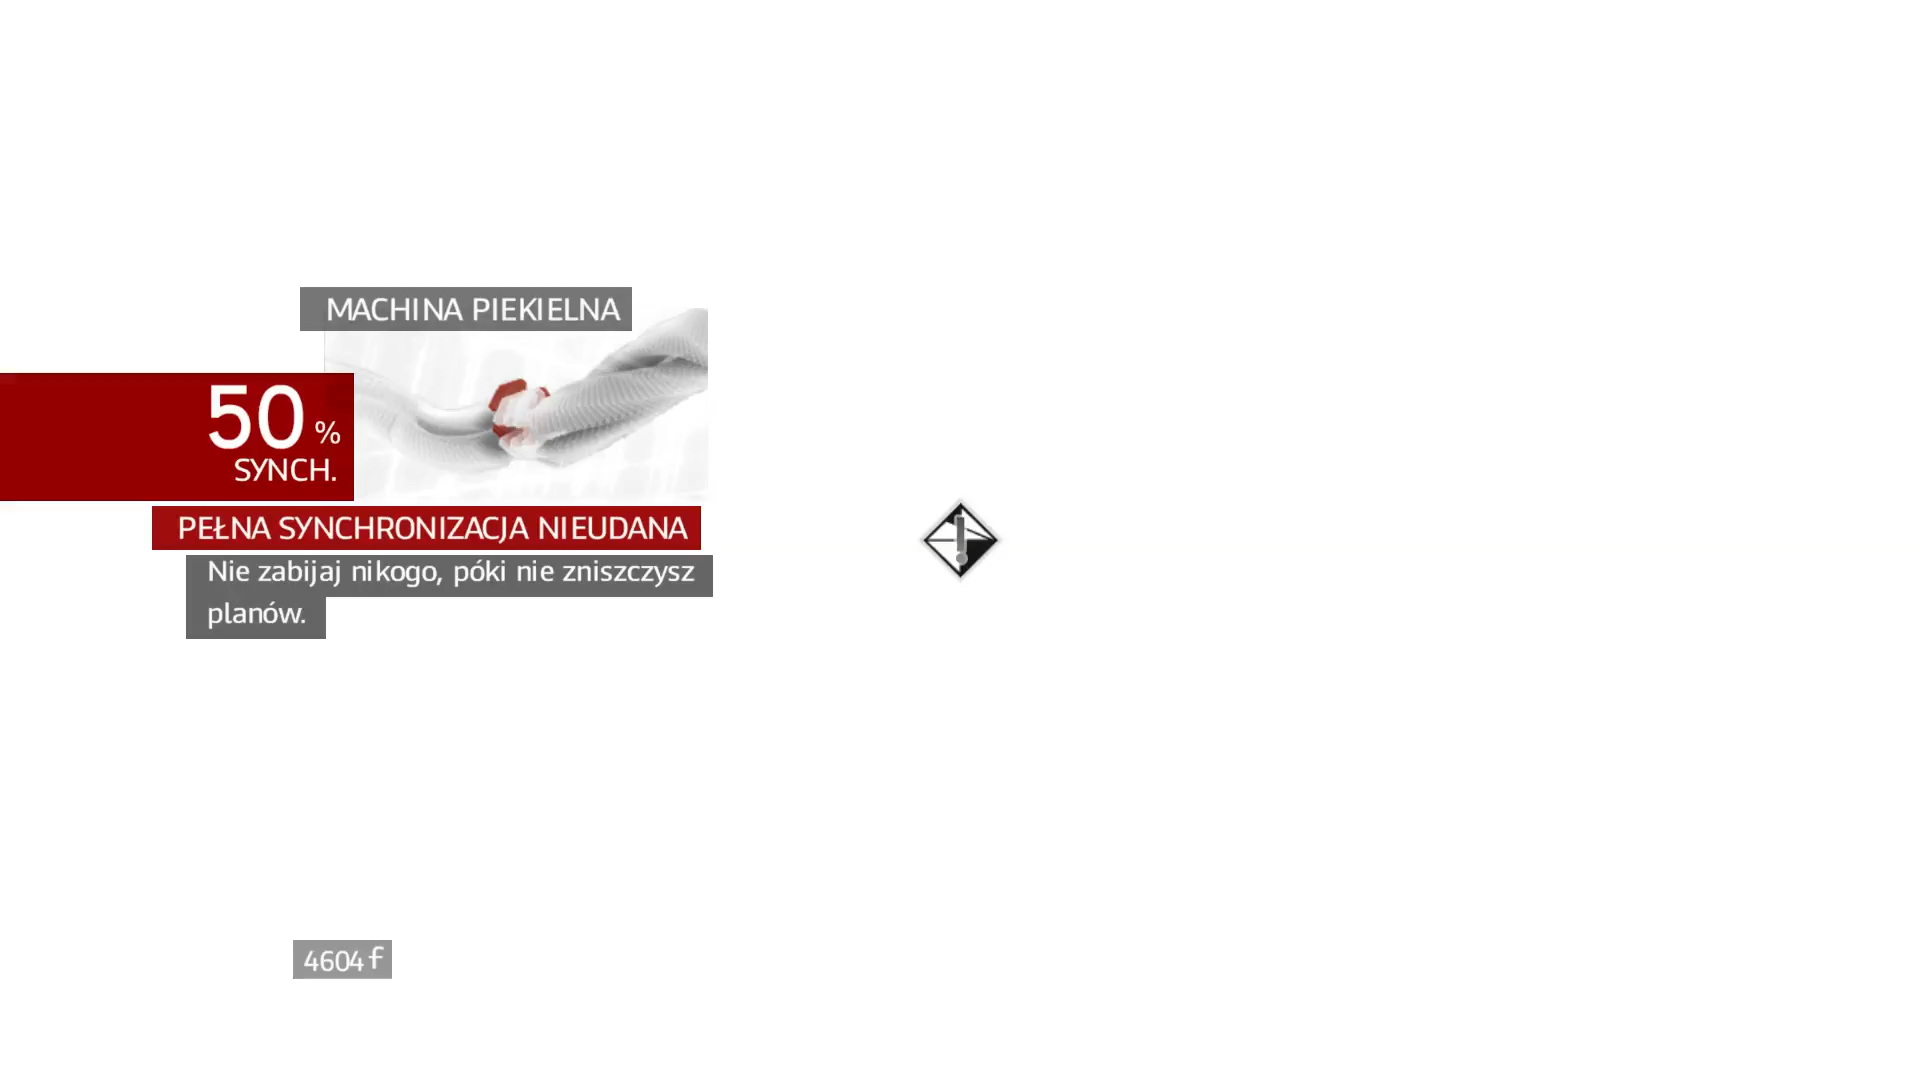 MACHINA PIEKIELNA
50 %
SYNCH.
PEŁNA SYNCHRONIZACJA NIEUDANA
Nie zabijaj nikogo, póki nie zniszczysz
planów.
4604 f